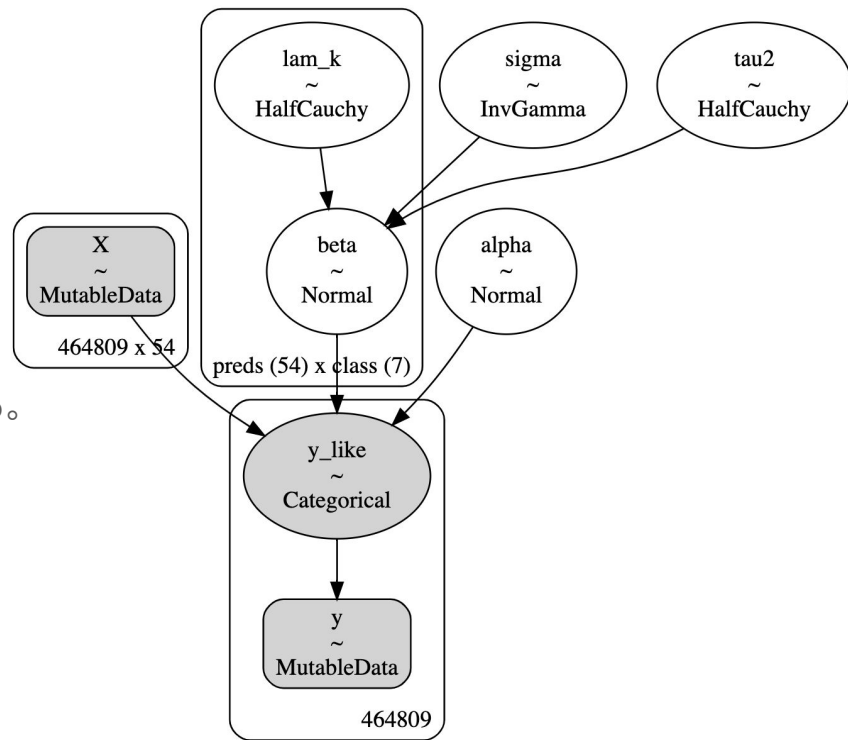 lam_k
~
HalfCauchy
sigma
~
InvGamma
tau2
~
HalfCauchy
X
~
MutableData
464809 x 54
beta
~
Normal
preds (54) x class (7)
alpha
~
Normal
。
y_like
~
Categorical
y
~
MutableData
464809